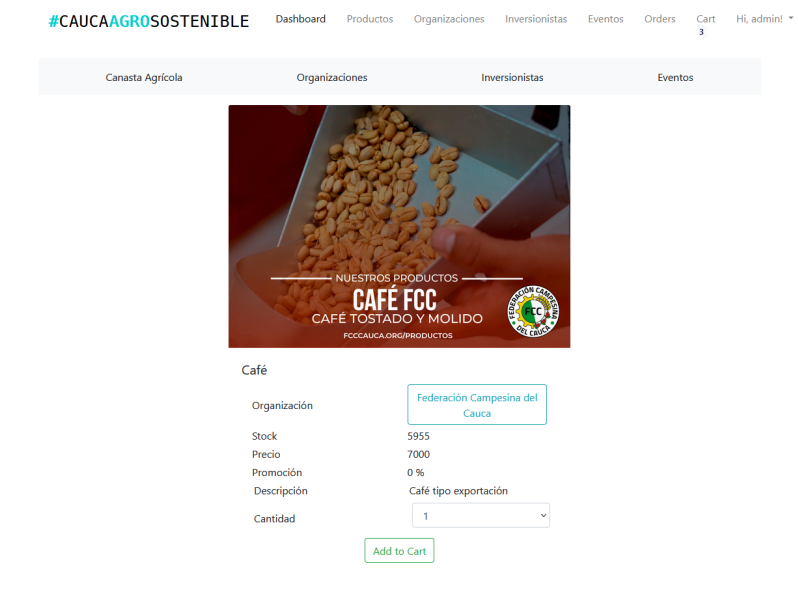 #CAUCAAGROSOSTENIBLE Dashboard Productos Organizaciones Inversionistas Eventos Orders Cart 3 Hi, admin!
Canasta Agrícola Organizaciones Inversionistas Eventos
NUESTROS PRODUCTOS
CAFÉ FCC
CAFÉ TOSTADO Y MOLIDO
FCCCAUCA.ORG/PRODUCTOS
FEDERACIÓN CAMPESINA
FCC
DEL CAUCA
Café
Organización Federación Campesina del
Cauca
Stock 5955
Precio 7000
Promoción 0 %
Descripción Café tipo exportación
Cantidad 1
Add to Cart